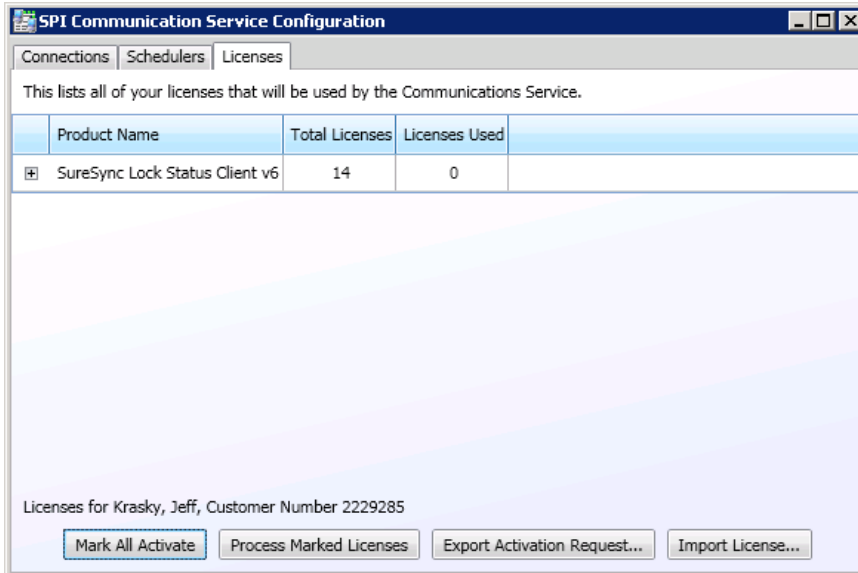 SPI Communication Service Configuration
Connections Schedulers Licenses
This lists all of your licenses that will be used by the Communications Service.
Product Name Total Licenses Licenses Used
SureSync Lock Status Client v6 14 0
Licenses for Krasky, Jeff, Customer Number 2229285
Mark All Activate Process Marked Licenses Export Activation Request... Import License...